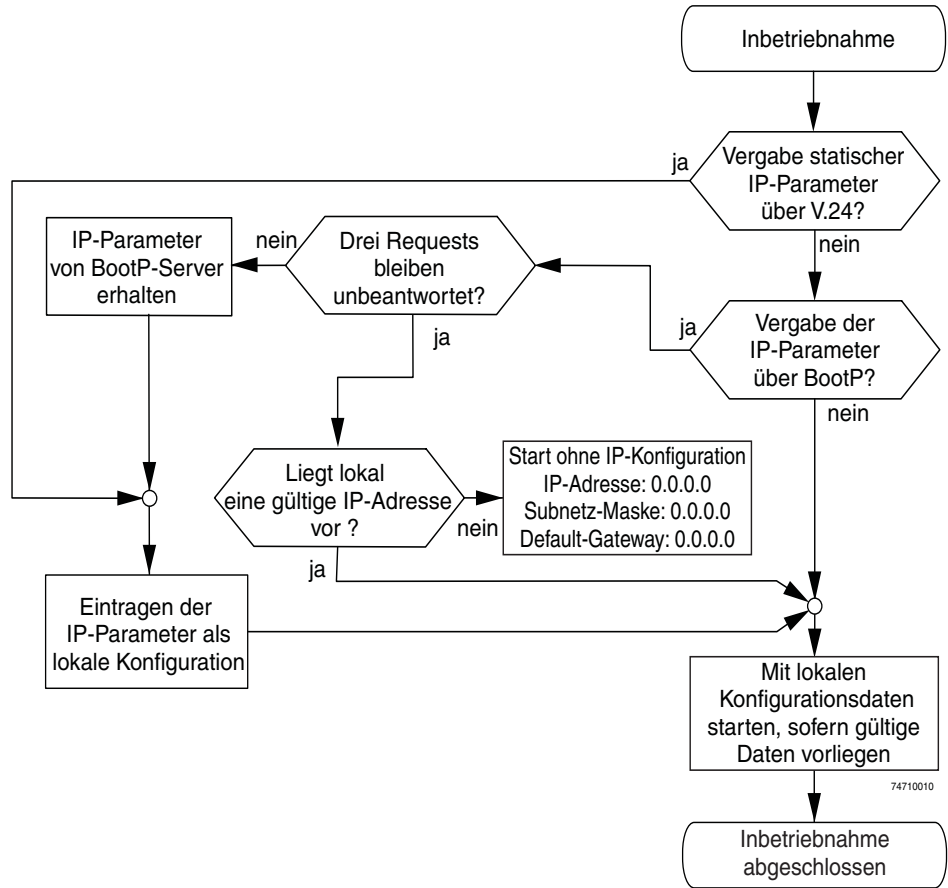 Inbetriebnahme
Vergabe statischer
IP-Parameter
über V.24?
ja
nein
Vergabe der
IP-Parameter
über BootP?
ja
nein
Drei Requests
bleiben
unbeantwortet?
nein
ja
IP-Parameter
von BootP-Server
erhalten
Liegt lokal
eine gültige IP-Adresse
vor ?
nein
ja
Start ohne IP-Konfiguration
IP-Adresse: 0.0.0.0
Subnetz-Maske: 0.0.0.0
Default-Gateway: 0.0.0.0
Eintragen der
IP-Parameter als
lokale Konfiguration
Mit lokalen
Konfigurationsdaten
starten, sofern gültige
Daten vorliegen
74710010
Inbetriebnahme
abgeschlossen